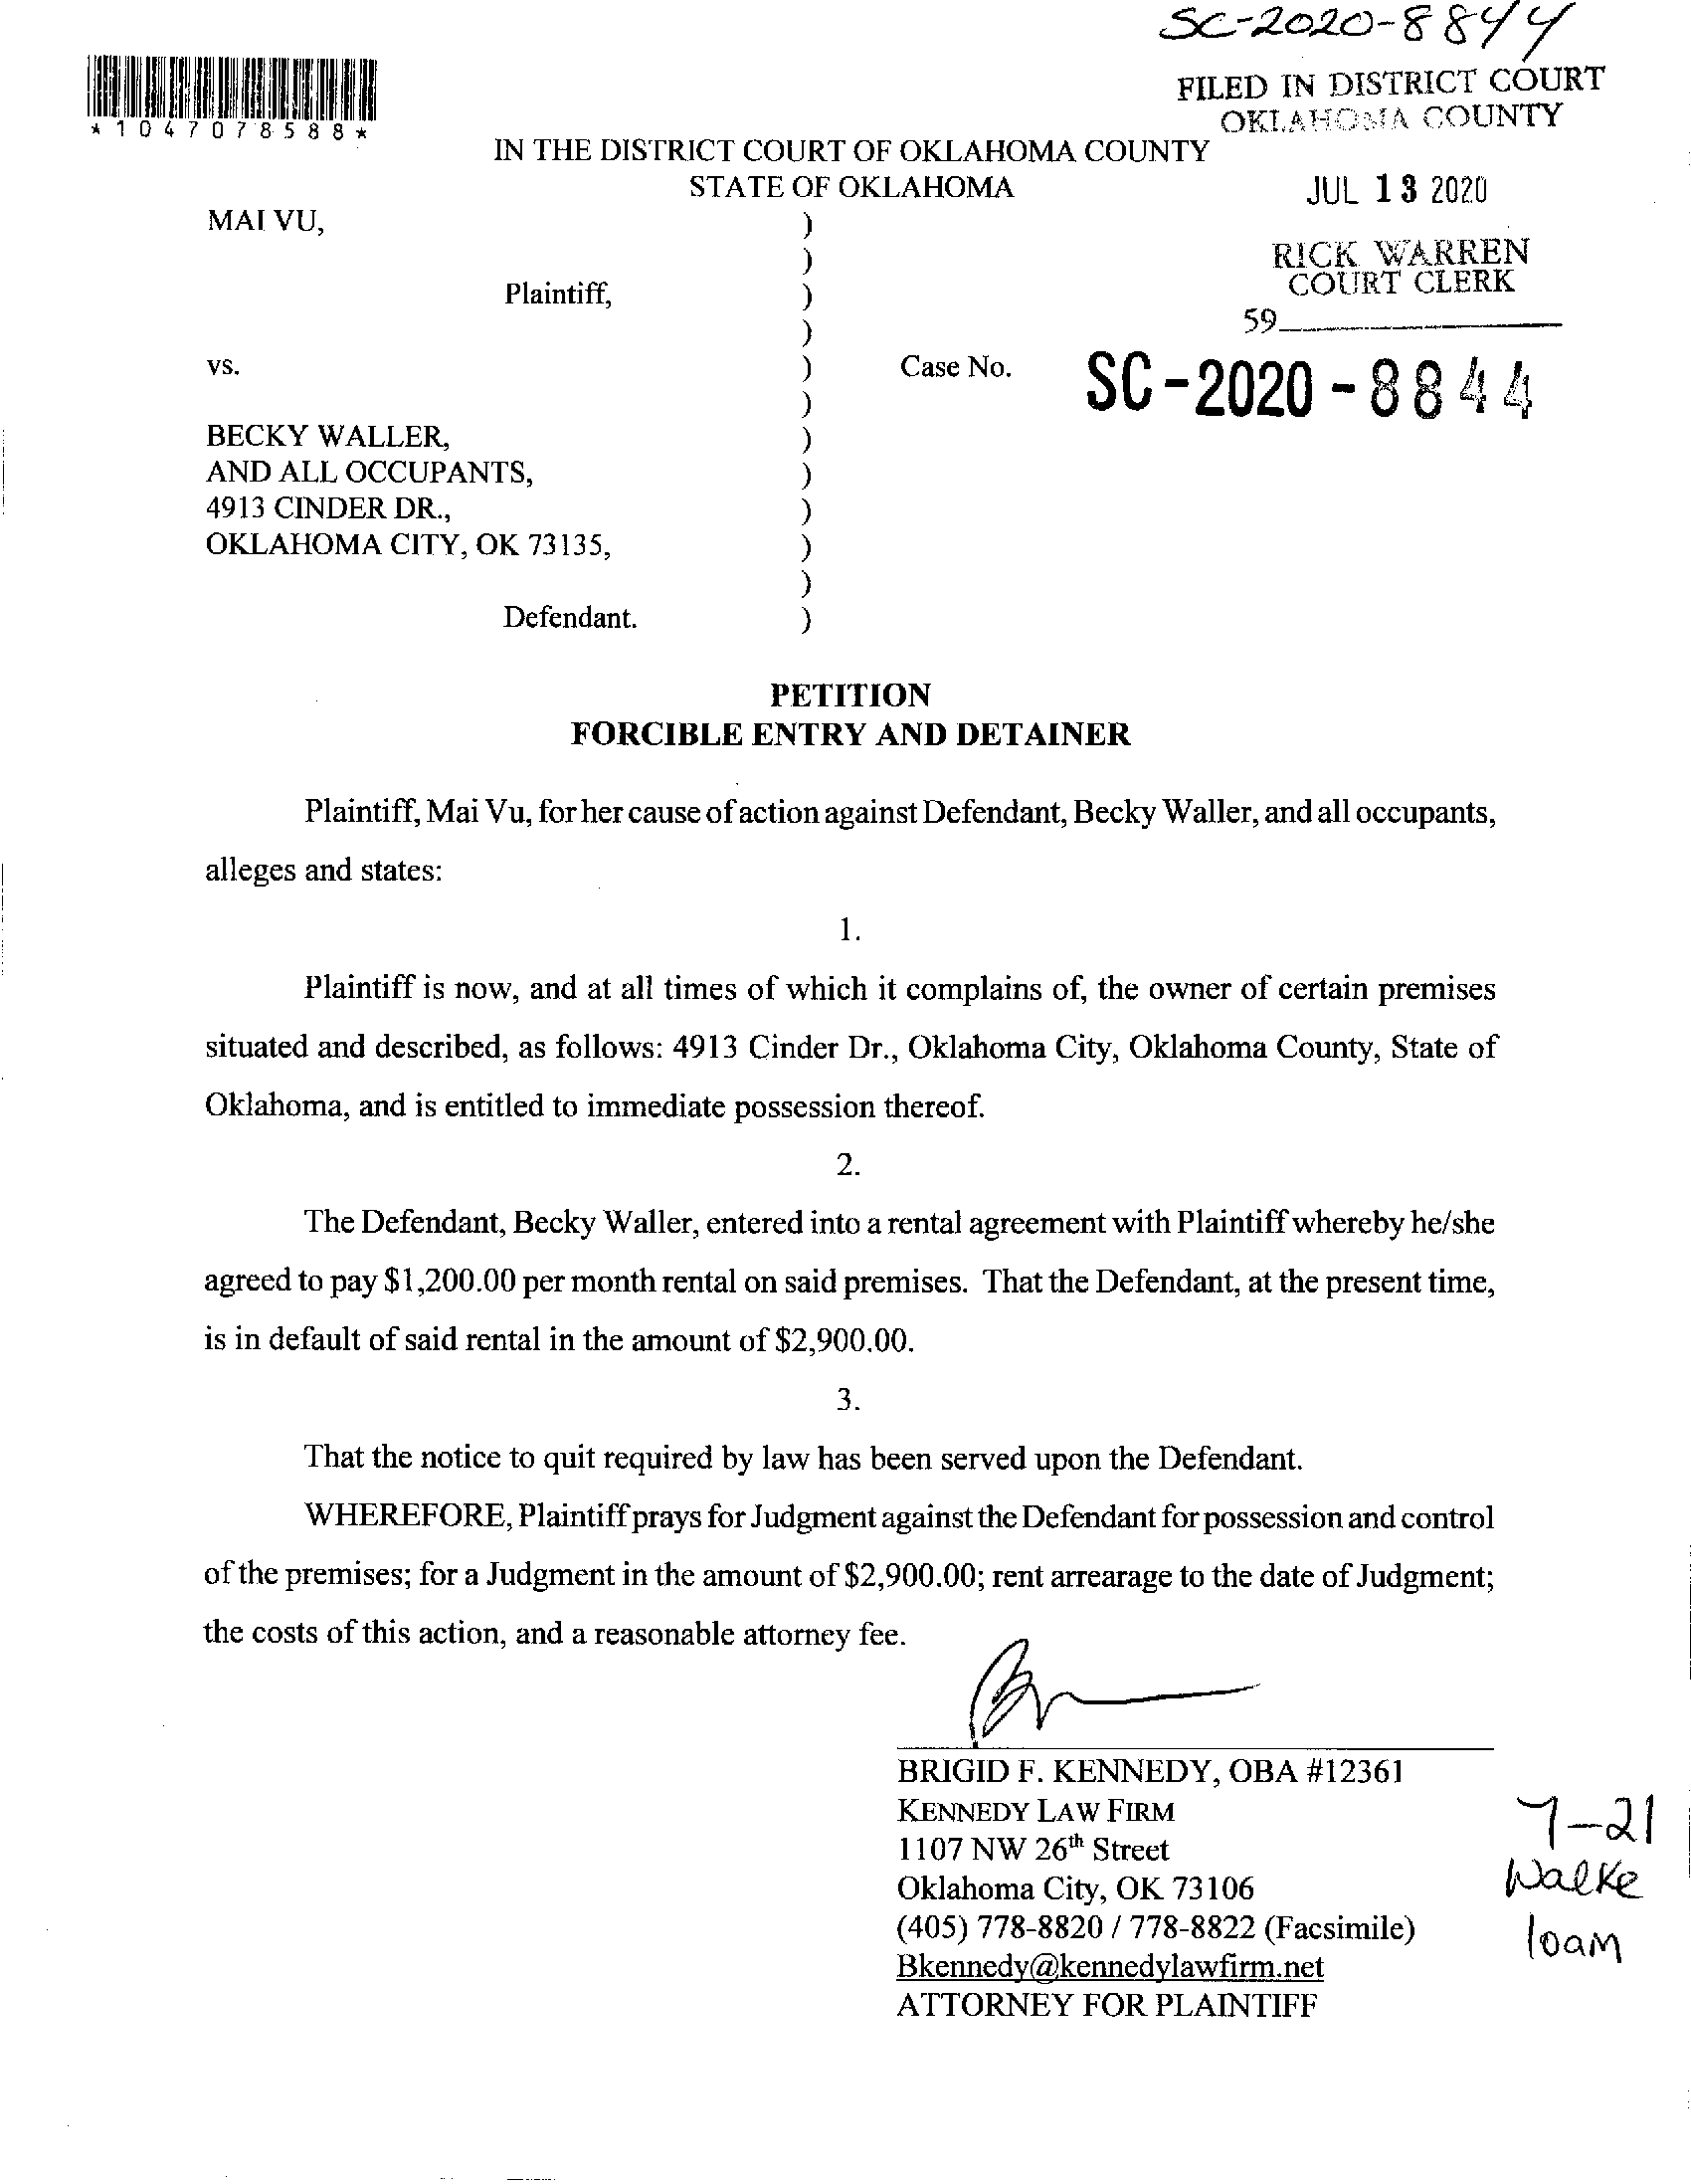 SC-2020-8844
FILED IN DISTRICT COURT
OKLAHOMA COUNTY
*1047078588*
IN THE DISTRICT COURT OF OKLAHOMA COUNTY
STATE OF OKLAHOMA
JUL 13 2020
MAI VU,
)
)
RICK WARREN
COURT CLERK
Plaintiff,
)
)
59
vs.
)
Case No.
SC-2020-8844
)
BECKY WALLER,
)
AND ALL OCCUPANTS,
)
4913 CINDER DR.,
)
OKLAHOMA CITY, OK 73135,
)
)
Defendant.
)
PETITION
FORCIBLE ENTRY AND DETAINER
Plaintiff, Mai Vu, for her cause of action against Defendant, Becky Waller, and all occupants,
alleges and states:
1.
Plaintiff is now, and at all times of which it complains of, the owner of certain premises
situated and described, as follows: 4913 Cinder Dr., Oklahoma City, Oklahoma County, State of
Oklahoma, and is entitled to immediate possession thereof.
2.
The Defendant, Becky Waller, entered into a rental agreement with Plaintiff whereby he/she
agreed to pay $1,200.00 per month rental on said premises. That the Defendant, at the present time,
is in default of said rental in the amount of $2,900.00.
3.
That the notice to quit required by law has been served upon the Defendant.
WHEREFORE, Plaintiff prays for Judgment against the Defendant for possession and control
of the premises; for a Judgment in the amount of $2,900.00; rent arrearage to the date of Judgment;
the costs of this action, and a reasonable attorney fee.
BRIGID F. KENNEDY, OBA #12361
KENNEDY LAW FIRM
1107 NW 26th Street
Oklahoma City, OK 73106
(405) 778-8820 / 778-8822 (Facsimile)
Bkennedy@kennedylawfirm.net
ATTORNEY FOR PLAINTIFF
7-21
Walke
10am